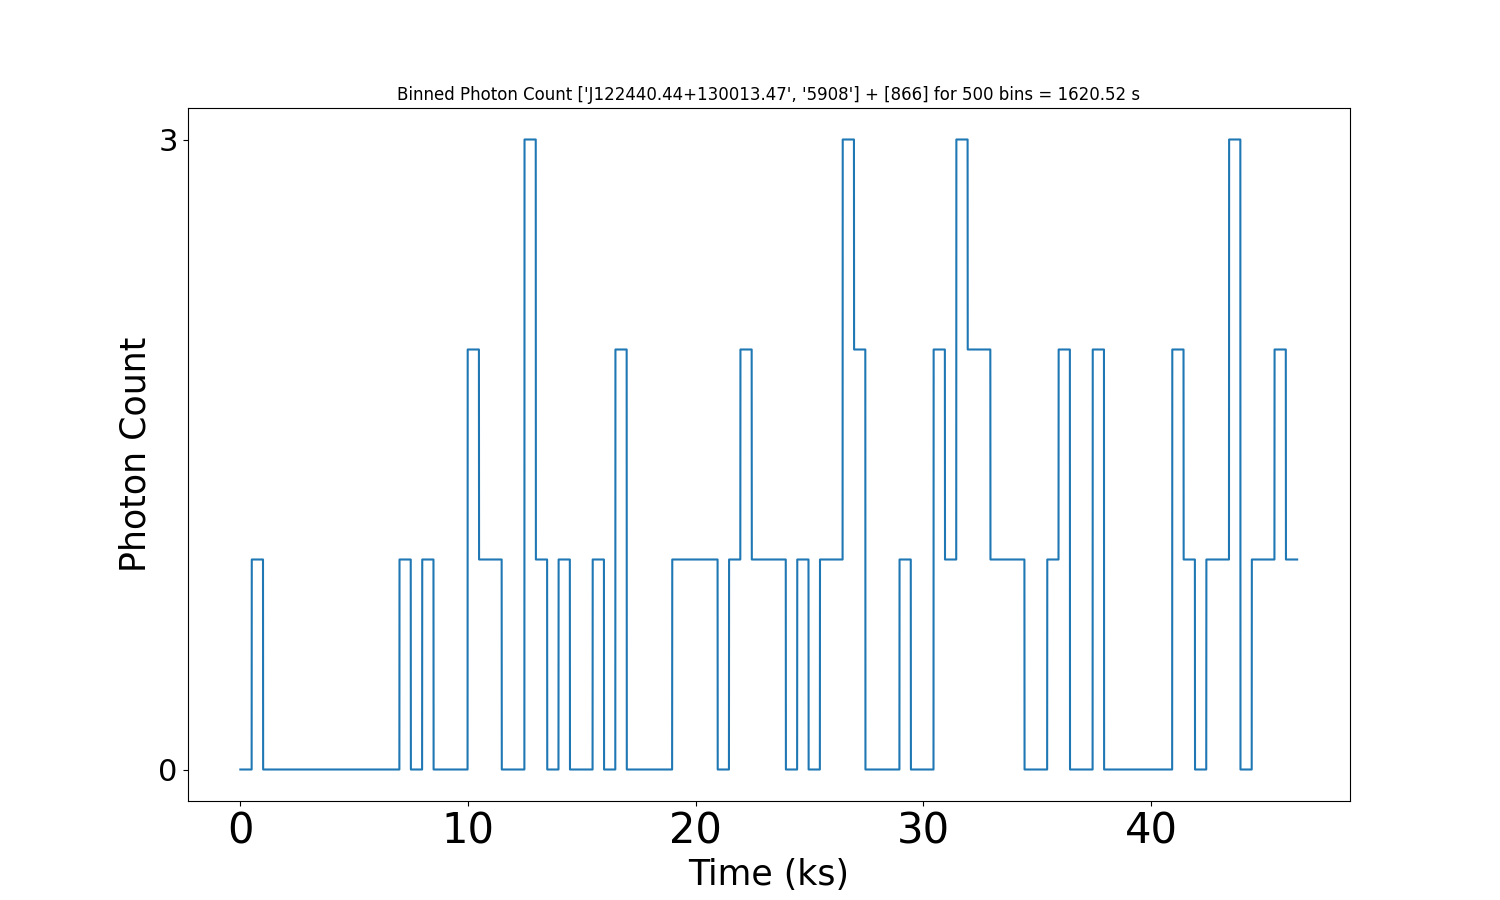 Binned Photon Count ['J122440.44+130013.47', '5908'] + [866] for 500 bins = 1620.52 s
3
Photon Count
0
0 10 20 30 40
Time (ks)